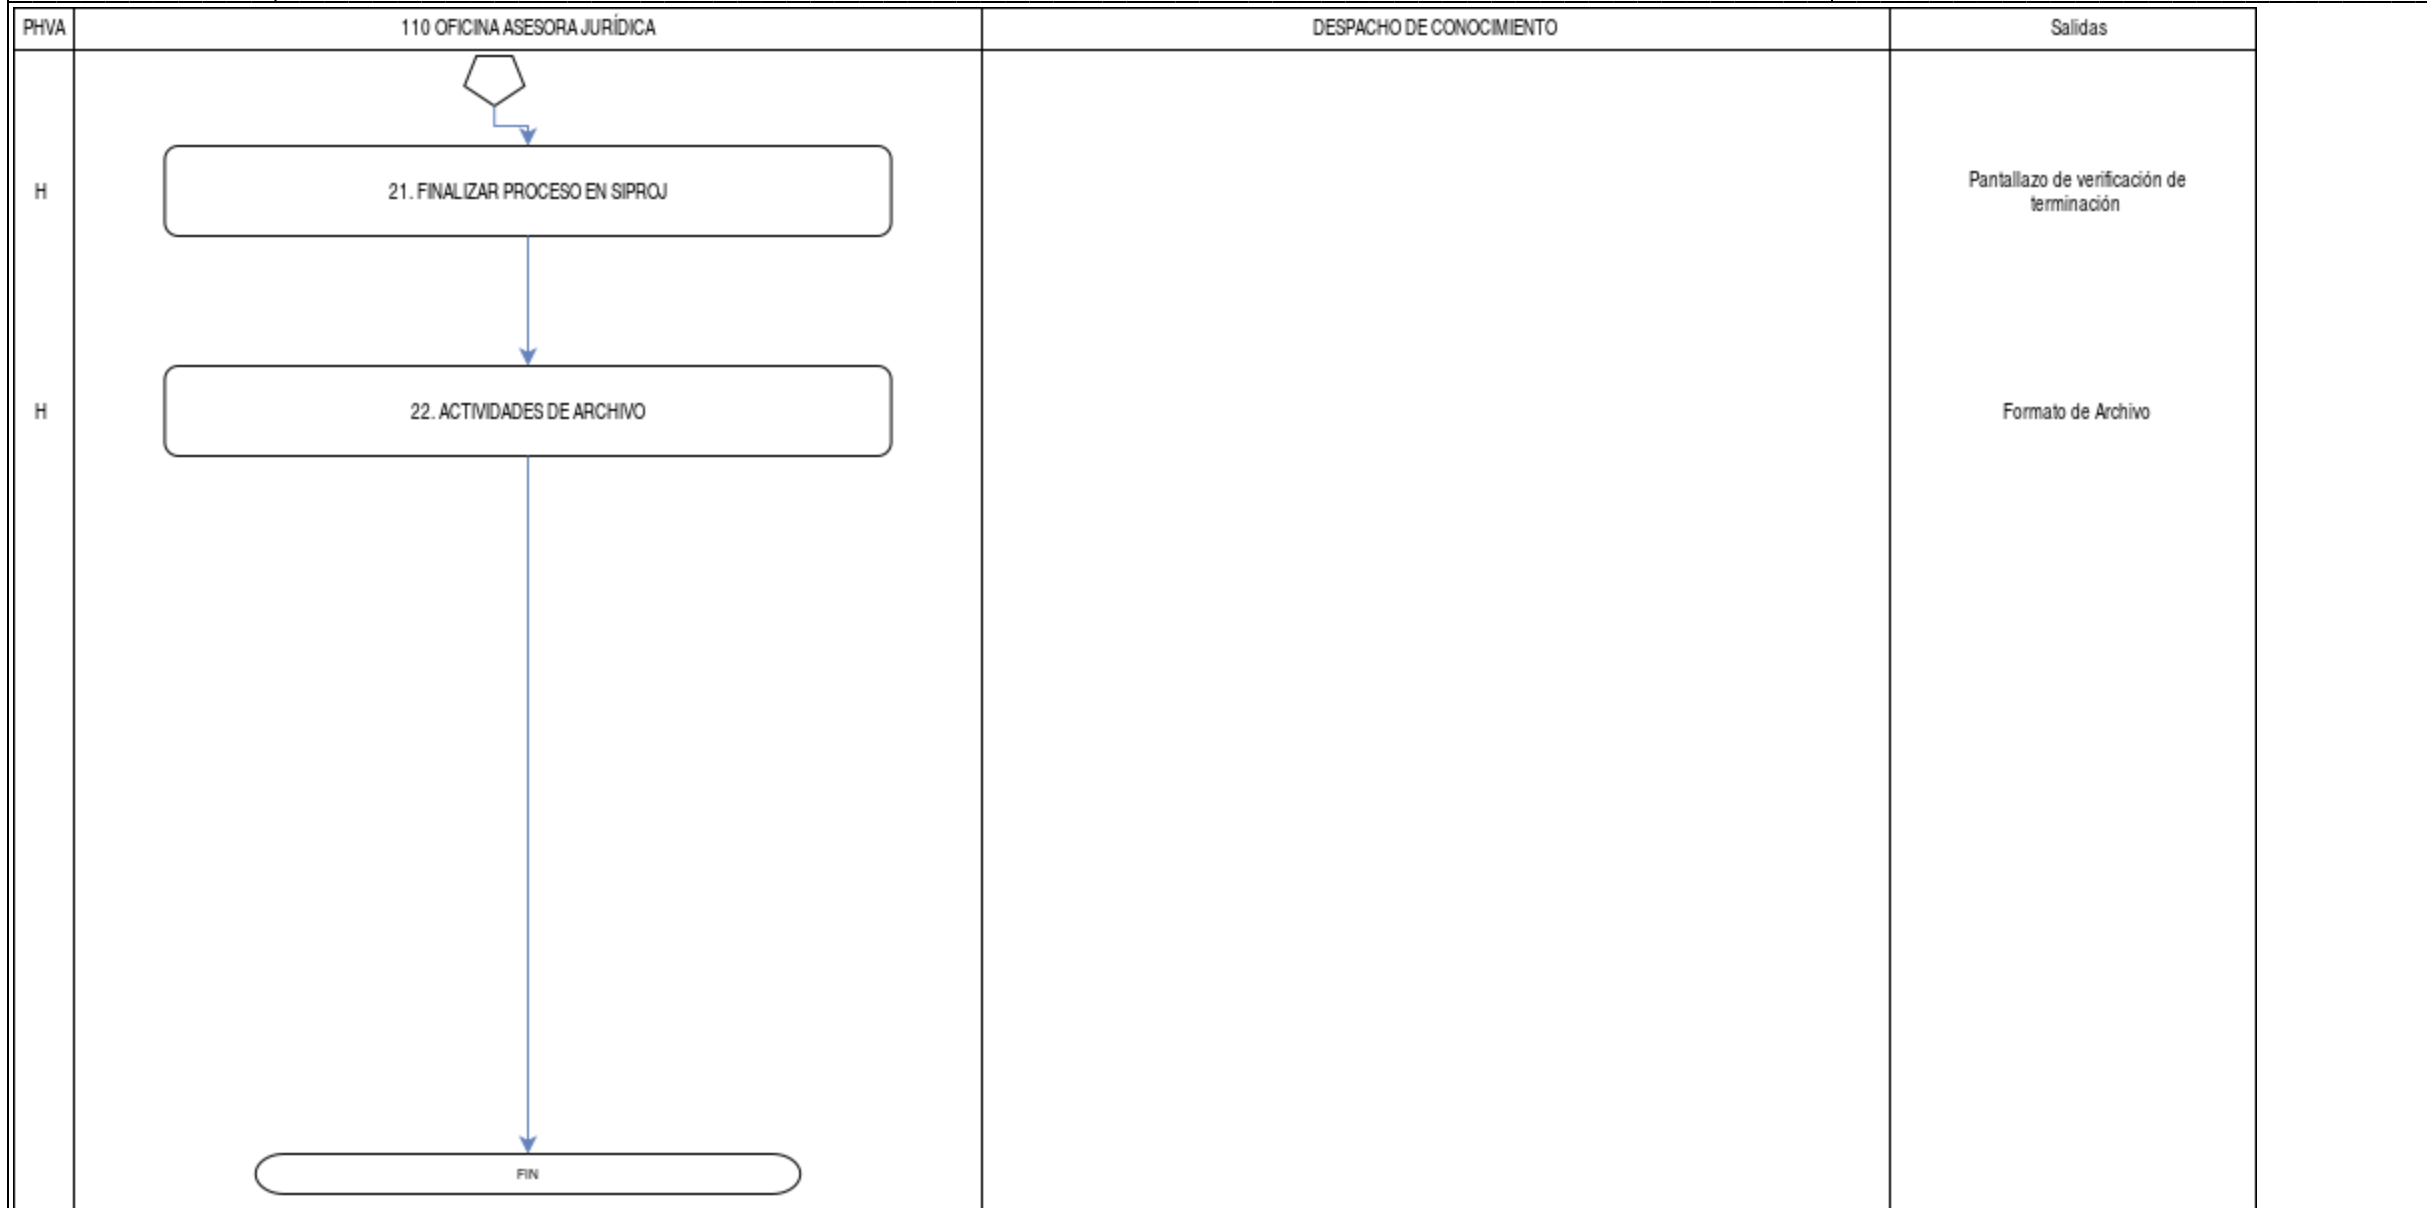 PHVA
110 OFICINA ASESORA JURÍDICA
DESPACHO DE CONOCIMIENTO
Salidas
H
21. FINALIZAR PROCESO EN SIPROJ
Pantallazo de verificación de
terminación
H
22. ACTIVIDADES DE ARCHIVO
Formato de Archivo
FIN